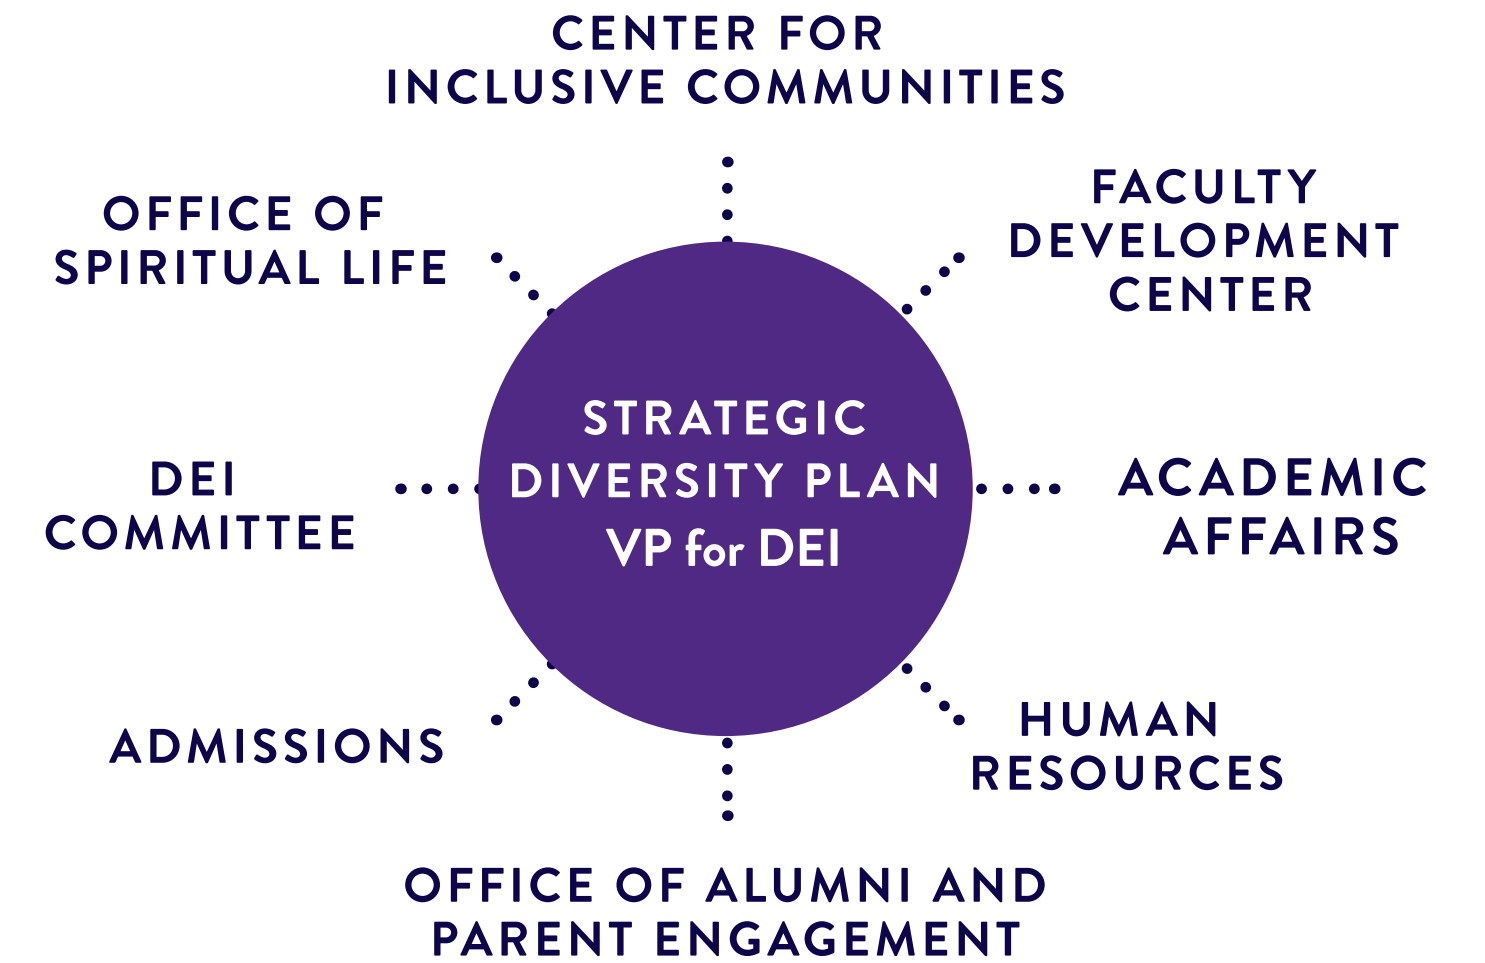 CENTER FOR
INCLUSIVE COMMUNITIES
OFFICE OF
SPIRITUAL LIFE
FACULTY
DEVELOPMENT
CENTER
STRATEGIC
DIVERSITY PLAN
VP for DEI
DEI
COMMITTEE
ACADEMIC
AFFAIRS
ADMISSIONS
HUMAN
RESOURCES
OFFICE OF ALUMNI AND
PARENT ENGAGEMENT